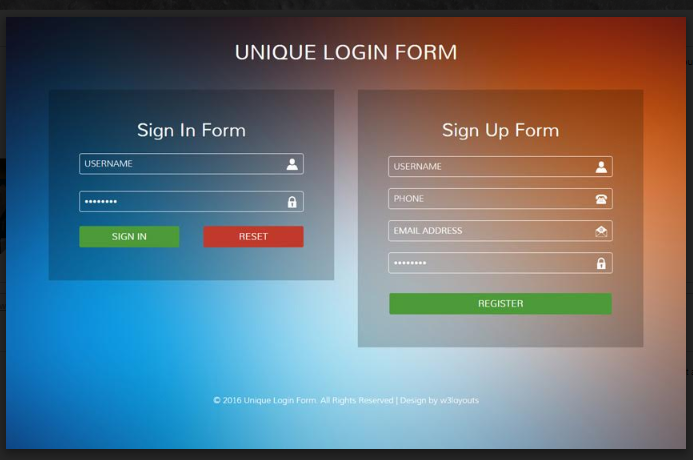 UNIQUE LOGIN FORM
Sign In Form
USERNAME
••••••••
SIGN IN
RESET
Sign Up Form
USERNAME
PHONE
EMAIL ADDRESS
••••••••
REGISTER
© 2016 Unique Login Form. All Rights Reserved | Design by w3layouts